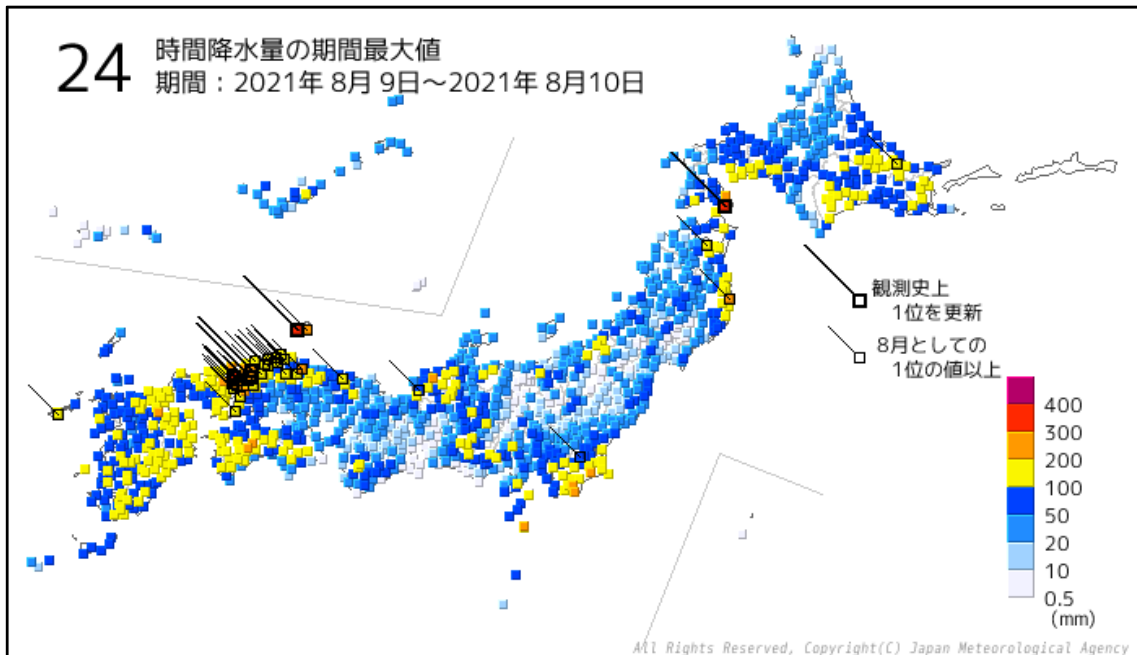 24
時間降水量の期間最大値
期間：2021年 8月 9日～2021年 8月10日
観測史上
1位を更新
8月としての
1位の値以上
400
300
200
100
50
20
10
0.5
(mm)
All Rights Reserved, Copyright(C) Japan Meteorological Agency